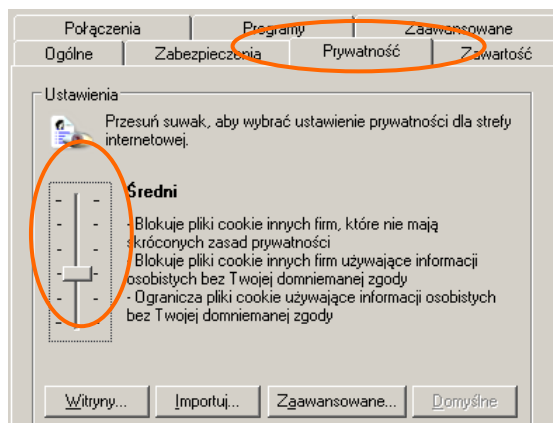 Połączenia Programy Zaawansowane
Ogólne Zabezpieczenia Prywatność Zawartość
Ustawienia
Przesuń suwak, aby wybrać ustawienie prywatności dla strefy
internetowej.
Średni
- Blokuje pliki cookie innych firm, które nie mają
skróconych zasad prywatności
- Blokuje pliki cookie innych firm używające informacji
osobistych bez Twojej domniemanej zgody
- Ogranicza pliki cookie używające informacji osobistych
bez Twojej domniemanej zgody
Witryny... Importuj... Zaawansowane... Domyślne